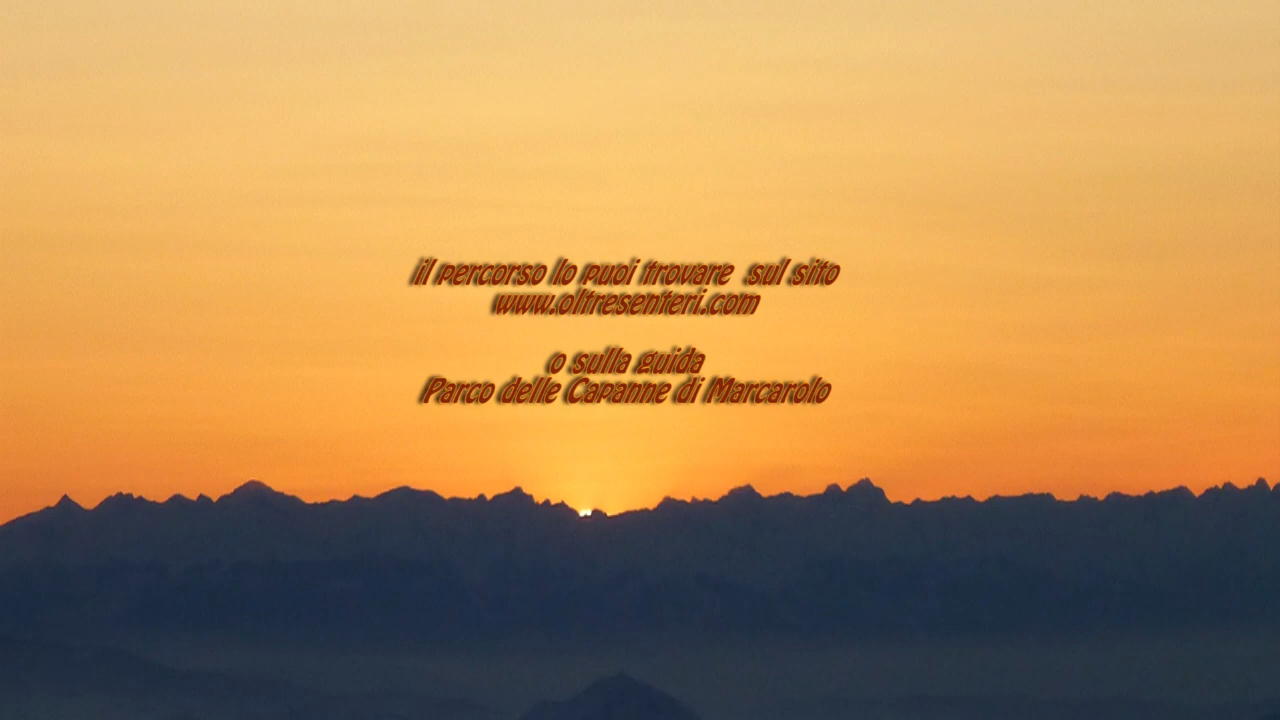 il percorso lo puoi trovare sul sito
www.oltresenteri.com
o sulla guida
Parco delle Capanne di Marcarolo